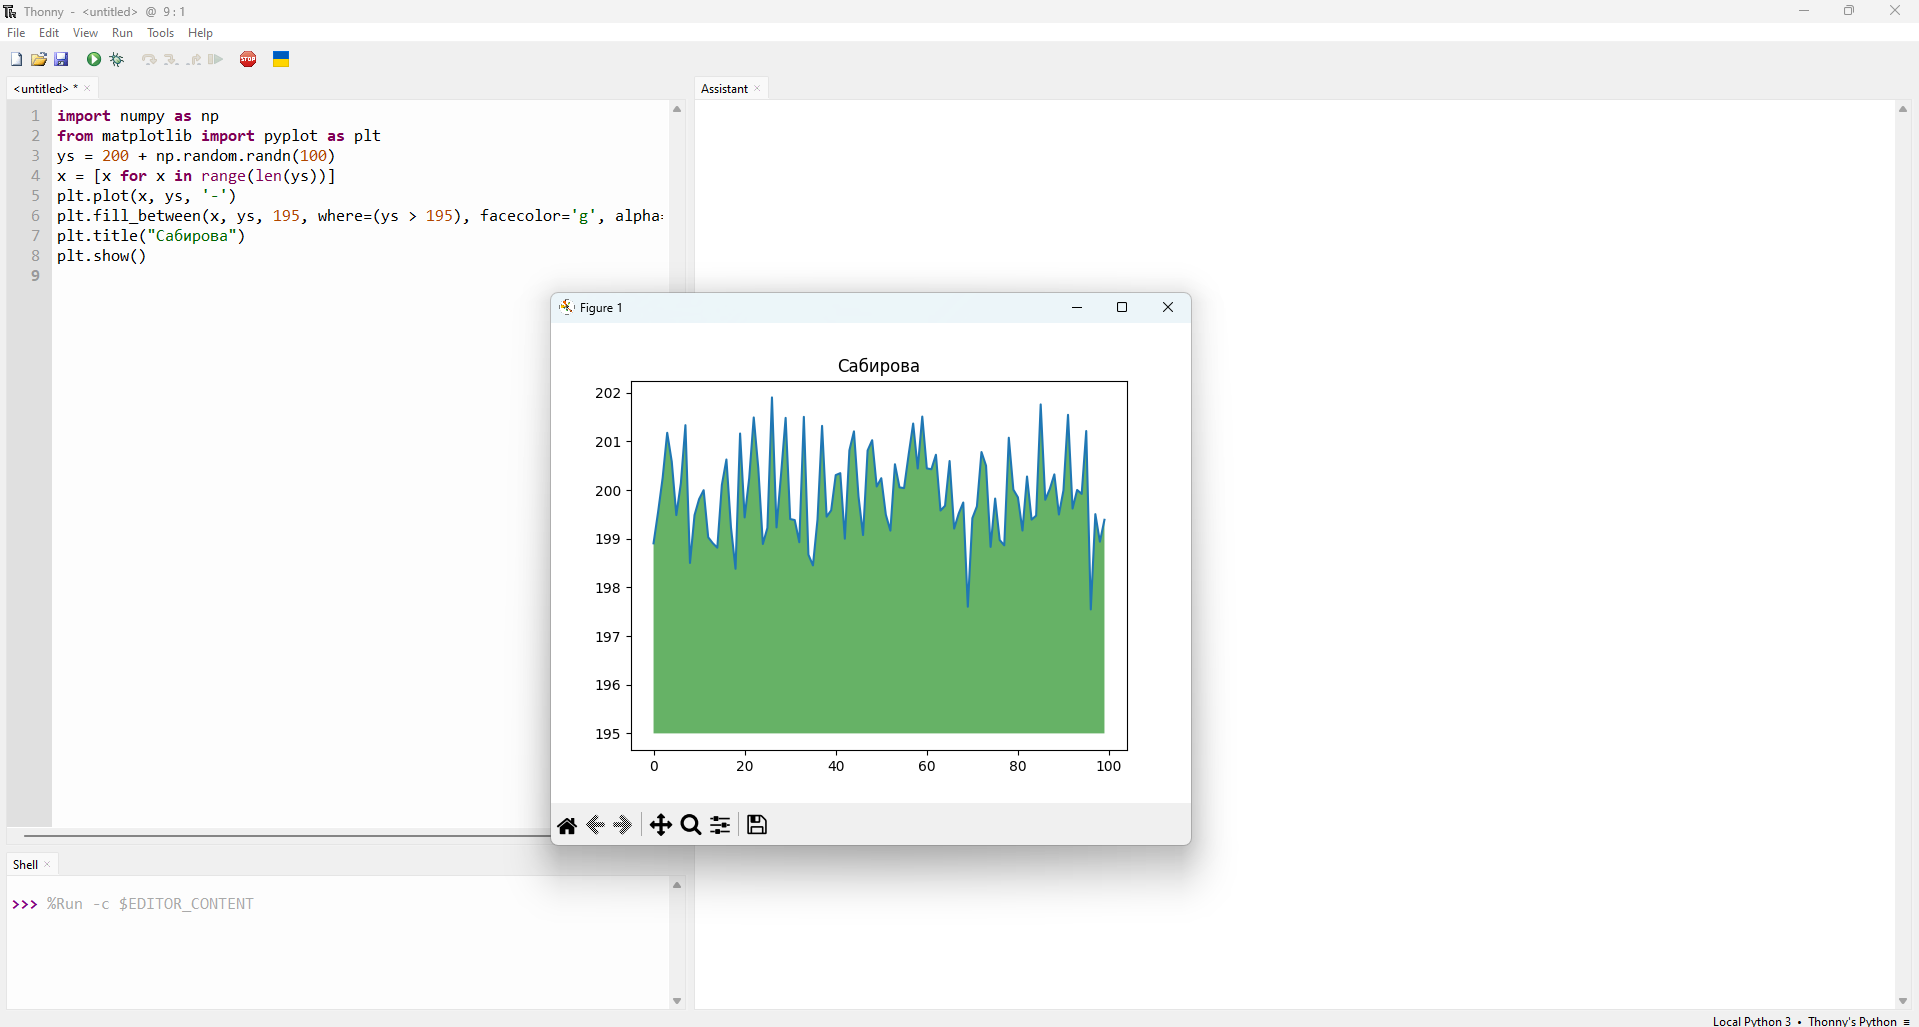 Thonny - <untitled> @ 9:1
File Edit View Run Tools Help
STOP
<untitled> *
Assistant
1 import numpy as np
2 from matplotlib import pyplot as plt
3 ys = 200 + np.random.randn(100)
4 x = [x for x in range(len(ys))]
5 plt.plot(x, ys, '-')
6 plt.fill_between(x, ys, 195, where=(ys > 195), facecolor='g', alpha=
7 plt.title("Сабирова")
8 plt.show()
9
Figure 1
Сабирова
202
201
200
199
198
197
196
195
0 20 40 60 80 100
Shell
>>> %Run -c $EDITOR_CONTENT
Local Python 3 • Thonny's Python ≡